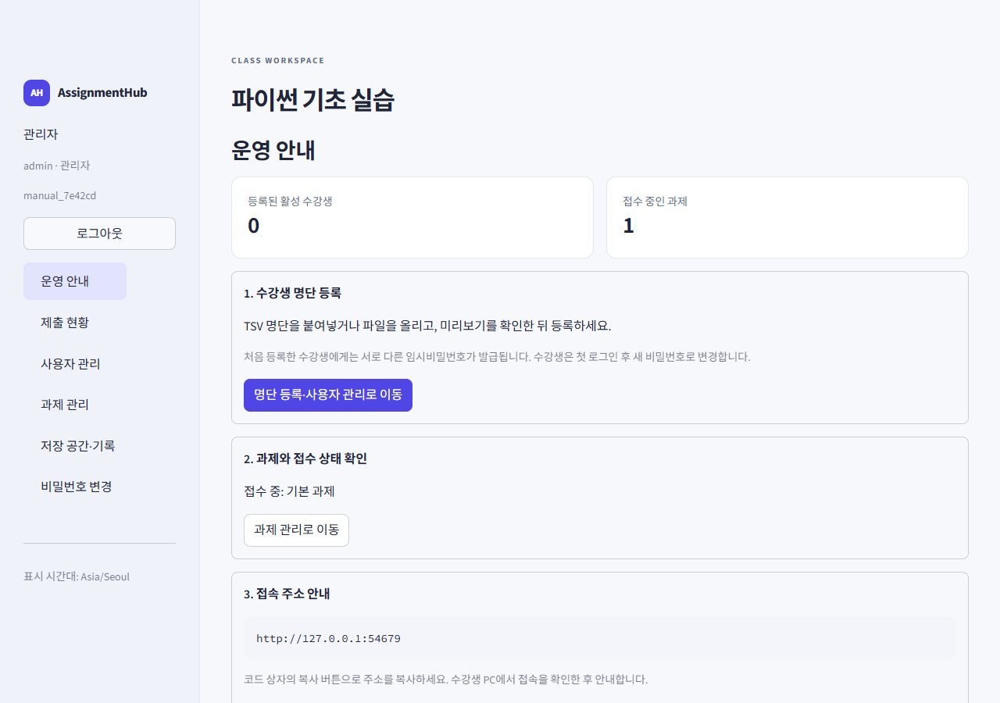 AH AssignmentHub
관리자
admin · 관리자
manual_7e42cd
로그아웃
운영 안내
제출 현황
사용자 관리
과제 관리
저장 공간·기록
비밀번호 변경
표시 시간대: Asia/Seoul
CLASS WORKSPACE
파이썬 기초 실습
운영 안내
등록된 활성 수강생
0
접수 중인 과제
1
1. 수강생 명단 등록
TSV 명단을 붙여넣거나 파일을 올리고, 미리보기를 확인한 뒤 등록하세요.
처음 등록한 수강생에게는 서로 다른 임시비밀번호가 발급됩니다. 수강생은 첫 로그인 후 새 비밀번호로 변경합니다.
명단 등록·사용자 관리로 이동
2. 과제와 접수 상태 확인
접수 중: 기본 과제
과제 관리로 이동
3. 접속 주소 안내
http://127.0.0.1:54679
코드 상자의 복사 버튼으로 주소를 복사하세요. 수강생 PC에서 접속을 확인한 후 안내합니다.